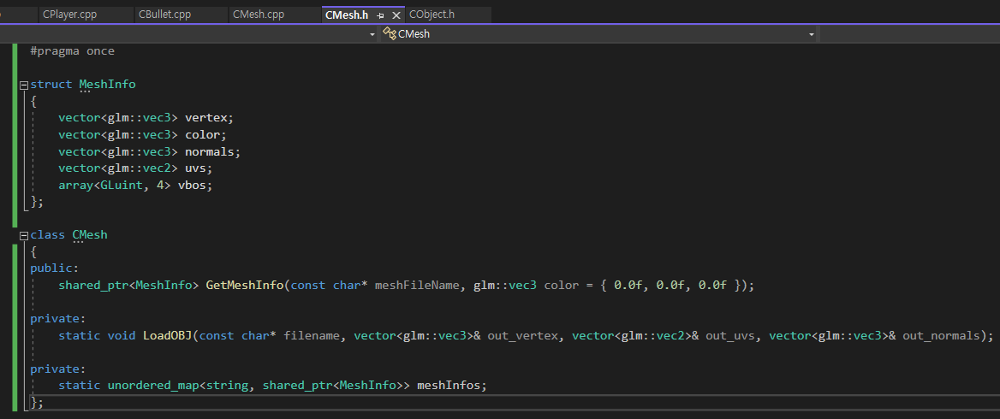 CPlayer.cpp CBullet.cpp CMesh.cpp CMesh.h CObject.h
CMesh
#pragma once
struct MeshInfo
{
vector<glm::vec3> vertex;
vector<glm::vec3> color;
vector<glm::vec3> normals;
vector<glm::vec2> uvs;
array<GLuint, 4> vbos;
};
class CMesh
{
public:
shared_ptr<MeshInfo> GetMeshInfo(const char* meshFileName, glm::vec3 color = { 0.0f, 0.0f, 0.0f });
private:
static void LoadOBJ(const char* filename, vector<glm::vec3>& out_vertex, vector<glm::vec2>& out_uvs, vector<glm::vec3>& out_normals);
private:
static unordered_map<string, shared_ptr<MeshInfo>> meshInfos;
};